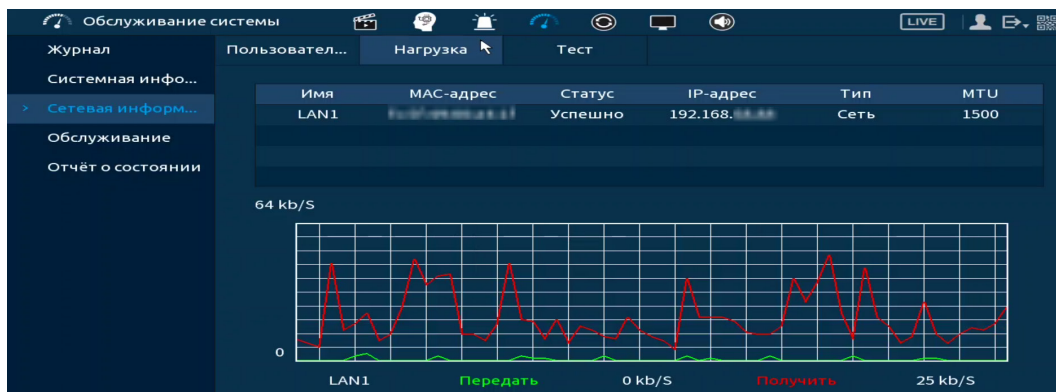 Обслуживание системы LIVE
Журнал
Системная инфо...
> Сетевая информ...
Обслуживание
Отчёт о состоянии
Пользовател... Нагрузка Тест
Имя MAC-адрес Статус IP-адрес Тип MTU
LAN1 Успешно 192.168. Сеть 1500
64 kb/S
0
LAN1 Передать 0 kb/S Получить 25 kb/S